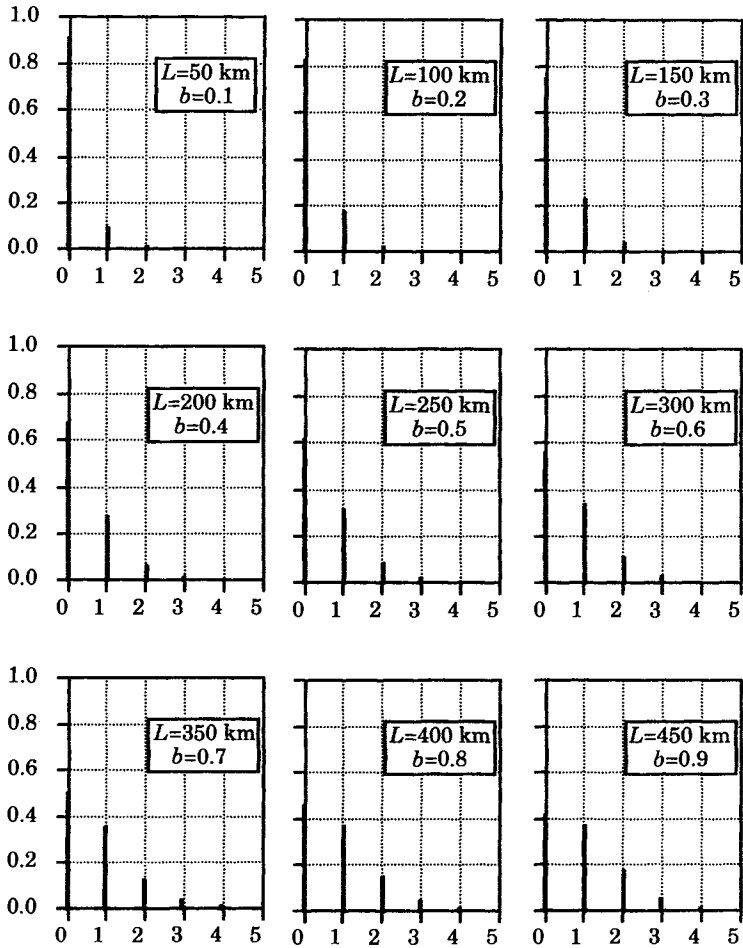 1.0
0.8
0.6
0.4
0.2
0.0
L=50 km
b=0.1
0 1 2 3 4 5
L=100 km
b=0.2
0 1 2 3 4 5
L=150 km
b=0.3
0 1 2 3 4 5
1.0
0.8
0.6
0.4
0.2
0.0
L=200 km
b=0.4
0 1 2 3 4 5
L=250 km
b=0.5
0 1 2 3 4 5
L=300 km
b=0.6
0 1 2 3 4 5
1.0
0.8
0.6
0.4
0.2
0.0
L=350 km
b=0.7
0 1 2 3 4 5
L=400 km
b=0.8
0 1 2 3 4 5
L=450 km
b=0.9
0 1 2 3 4 5